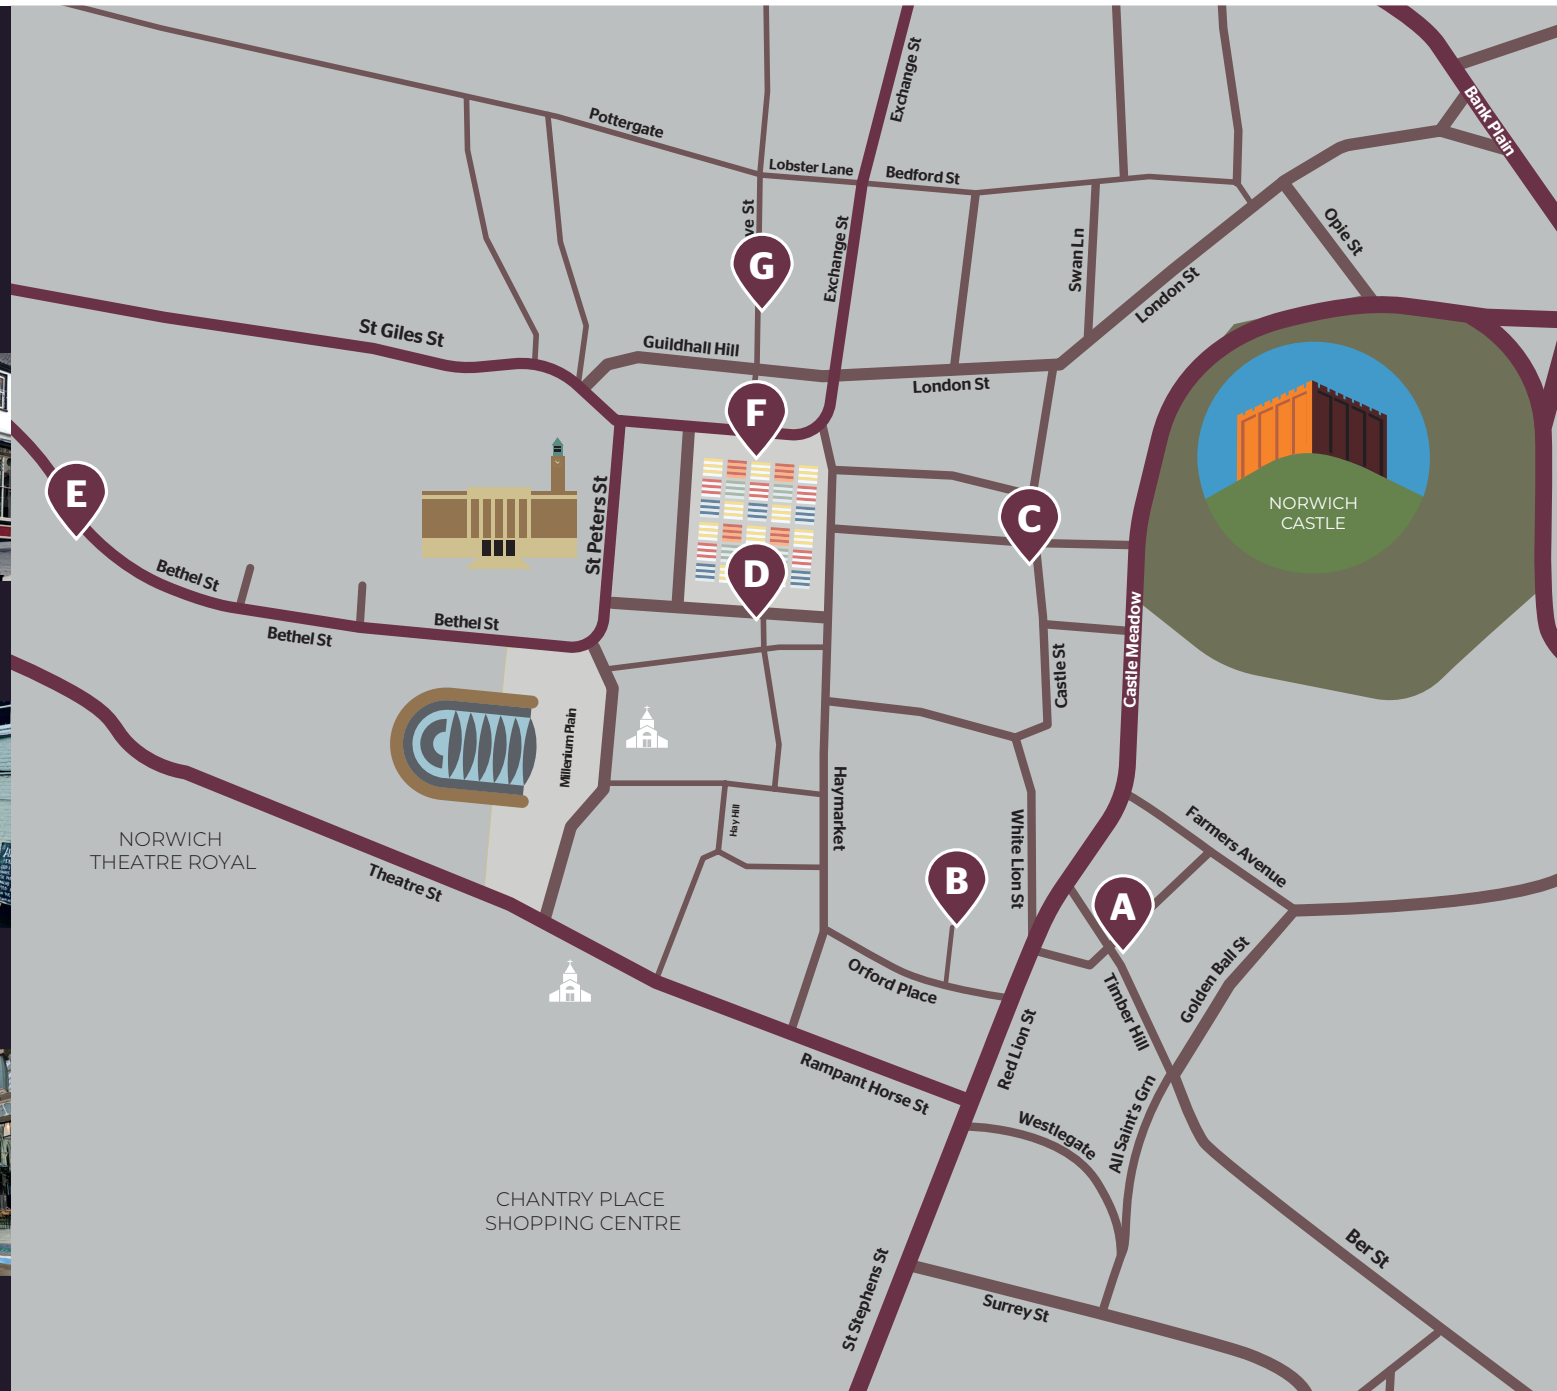 Exchange St
Bank Plain
Pottergate
Lobster Lane
Bedford St
ve St
Exchange St
Swan Ln
Opie St
London St
G
St Giles St
Guildhall Hill
London St
F
E
C
NORWICH
CASTLE
St Peters St
D
Bethel St
Bethel St
Bethel St
Castle Meadow
Castle St
Millenium Plain
Haymarket
Hay Hill
White Lion St
Farmers Avenue
NORWICH
THEATRE ROYAL
Theatre St
B
A
Orford Place
Golden Ball St
Timber Hill
Red Lion St
Rampant Horse St
Westlegate
All Saint's Grn
CHANTRY PLACE
SHOPPING CENTRE
Ber St
St Stephens St
Surrey St